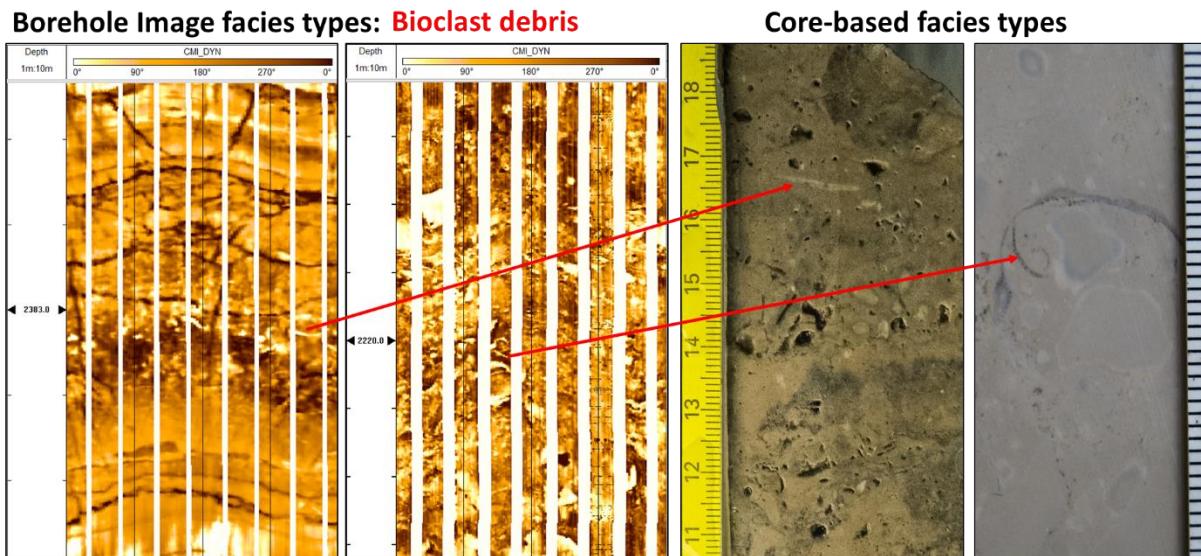 Borehole Image facies types: Bioclast debris
Core-based facies types
Depth
CMI_DYN
1m:10m
0° 90° 180° 270° 0°
2383.0
Depth
CMI_DYN
1m:10m
0° 90° 180° 270° 0°
2220.0
18
17
16
15
14
13
12
11